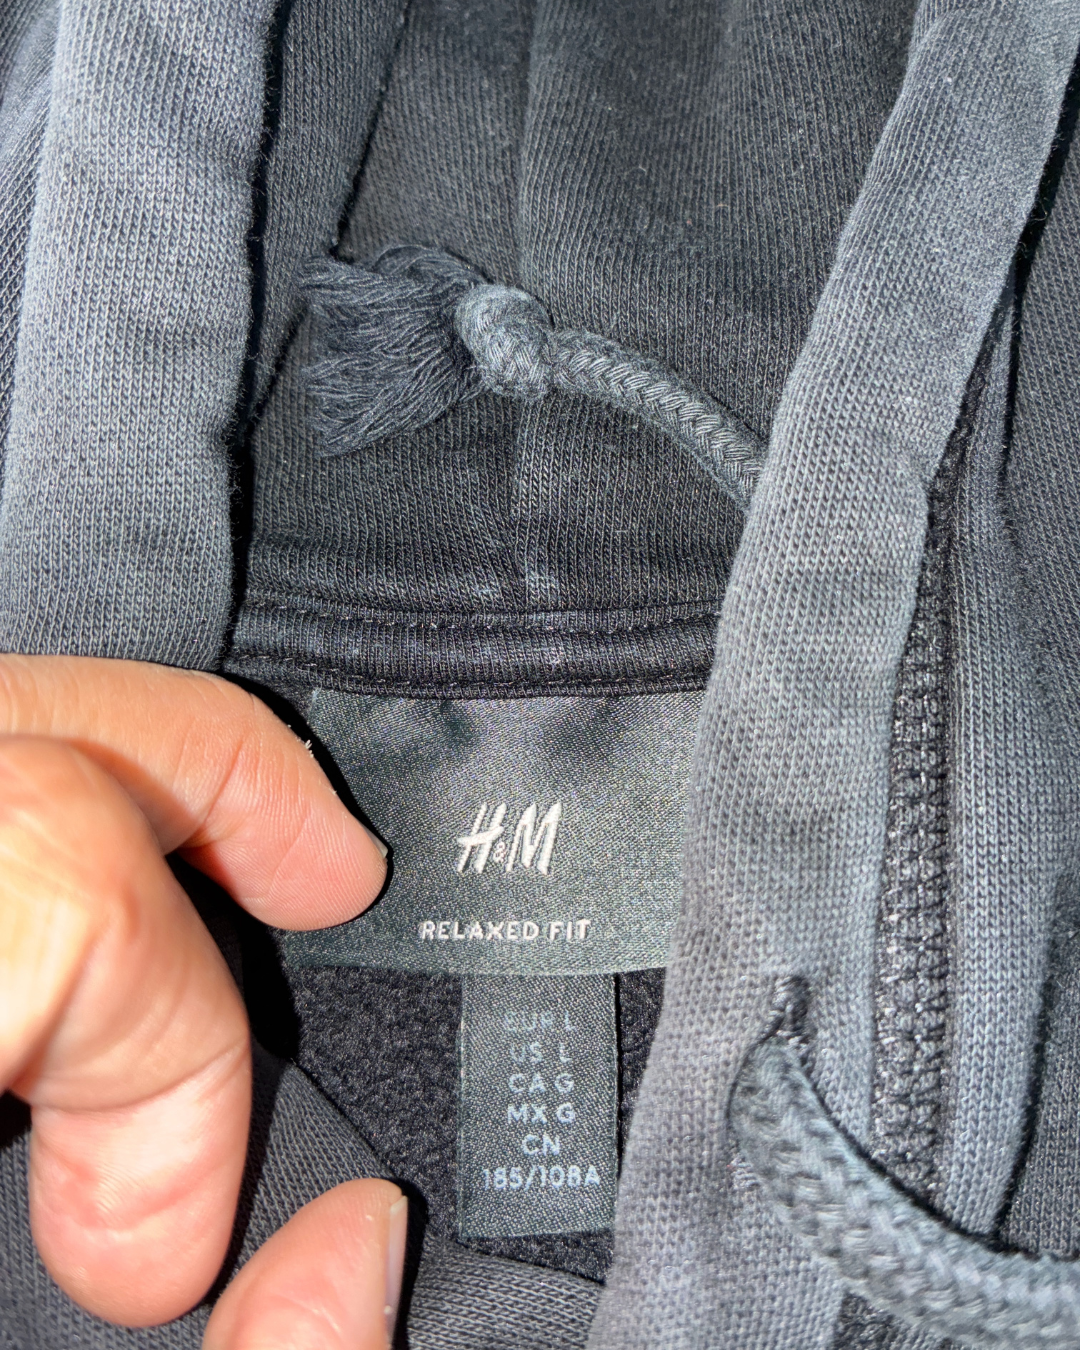 H&M
RELAXED FIT
EUR L
US L
CA G
MX G
CN
185/108A